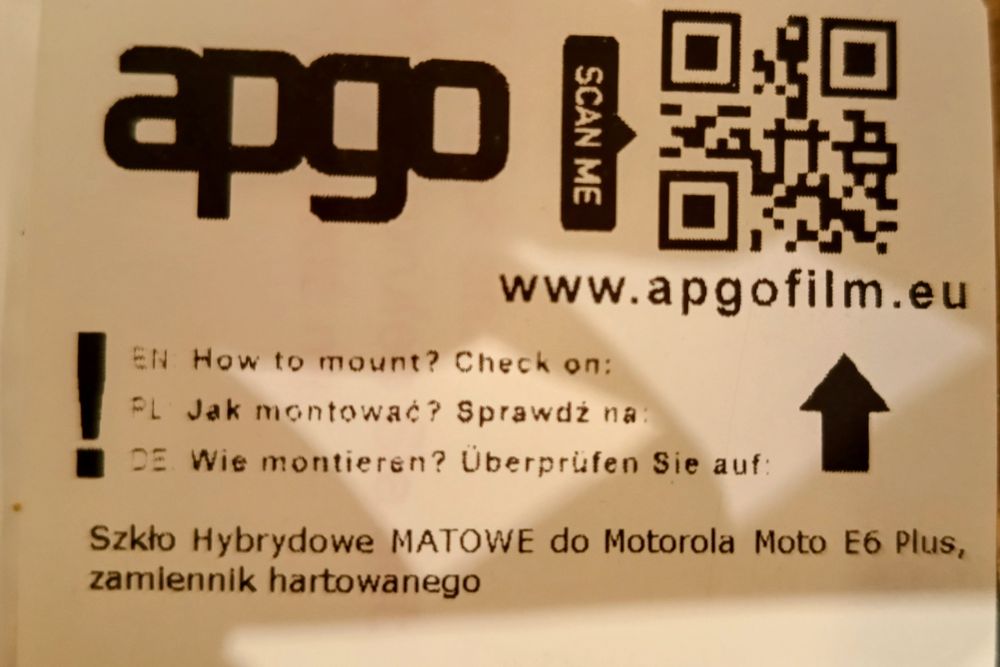 apgo
SCAN ME
www.apgofilm.eu
! EN: How to mount? Check on:
PL: Jak montować? Sprawdź na:
DE: Wie montieren? Überprüfen Sie auf:
Szkło Hybrydowe MATOWE do Motorola Moto E6 Plus,
zamiennik hartowanego